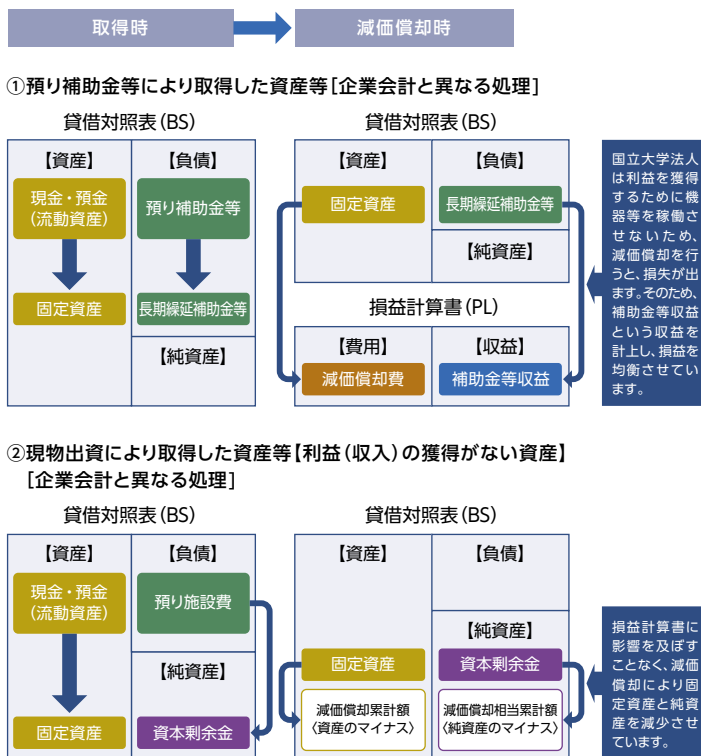 取得時
減価償却時
①預り補助金等により取得した資産等[企業会計と異なる処理]
貸借対照表(BS)
【資産】
【負債】
現金・預金
(流動資産)
預り補助金等
固定資産
長期繰延補助金等
【純資産】
貸借対照表(BS)
【資産】
【負債】
固定資産
長期繰延補助金等
【純資産】
損益計算書(PL)
【費用】
【収益】
減価償却費
補助金等収益
国立大学法人
は利益を獲得
するために機
器等を稼働さ
せないため、
減価償却を行
うと、損失が出
ます。そのため、
補助金等収益
という収益を
計上し、損益を
均衡させてい
ます。
②現物出資により取得した資産等【利益(収入)の獲得がない資産】
[企業会計と異なる処理]
貸借対照表(BS)
【資産】
【負債】
現金・預金
(流動資産)
預り施設費
【純資産】
固定資産
資本剰余金
貸借対照表(BS)
【資産】
【負債】
【純資産】
固定資産
資本剰余金
減価償却累計額
〈資産のマイナス〉
減価償却相当累計額
〈純資産のマイナス〉
損益計算書に
影響を及ぼす
ことなく、減価
償却により固
定資産と純資
産を減少させ
ています。